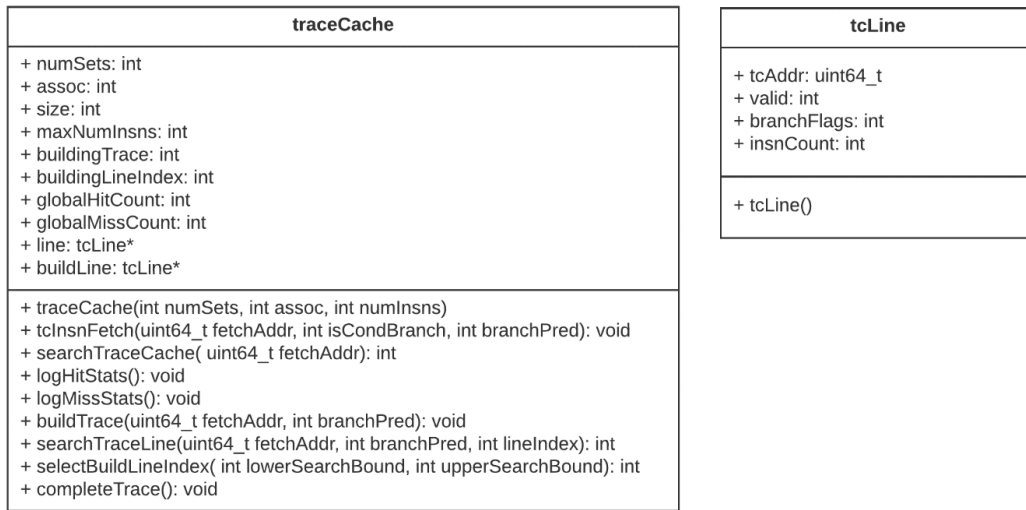 traceCache
+ numSets: int
+ assoc: int
+ size: int
+ maxNumInsns: int
+ buildingTrace: int
+ buildingLineIndex: int
+ globalHitCount: int
+ globalMissCount: int
+ line: tcLine*
+ buildLine: tcLine*
+ traceCache(int numSets, int assoc, int numInsns)
+ tcInsnFetch(uint64_t fetchAddr, int isCondBranch, int branchPred): void
+ searchTraceCache( uint64_t fetchAddr): int
+ logHitStats(): void
+ logMissStats(): void
+ buildTrace(uint64_t fetchAddr, int branchPred): void
+ searchTraceLine(uint64_t fetchAddr, int branchPred, int lineIndex): int
+ selectBuildLineIndex( int lowerSearchBound, int upperSearchBound): int
+ completeTrace(): void
tcLine
+ tcAddr: uint64_t
+ valid: int
+ branchFlags: int
+ insnCount: int
+ tcLine()